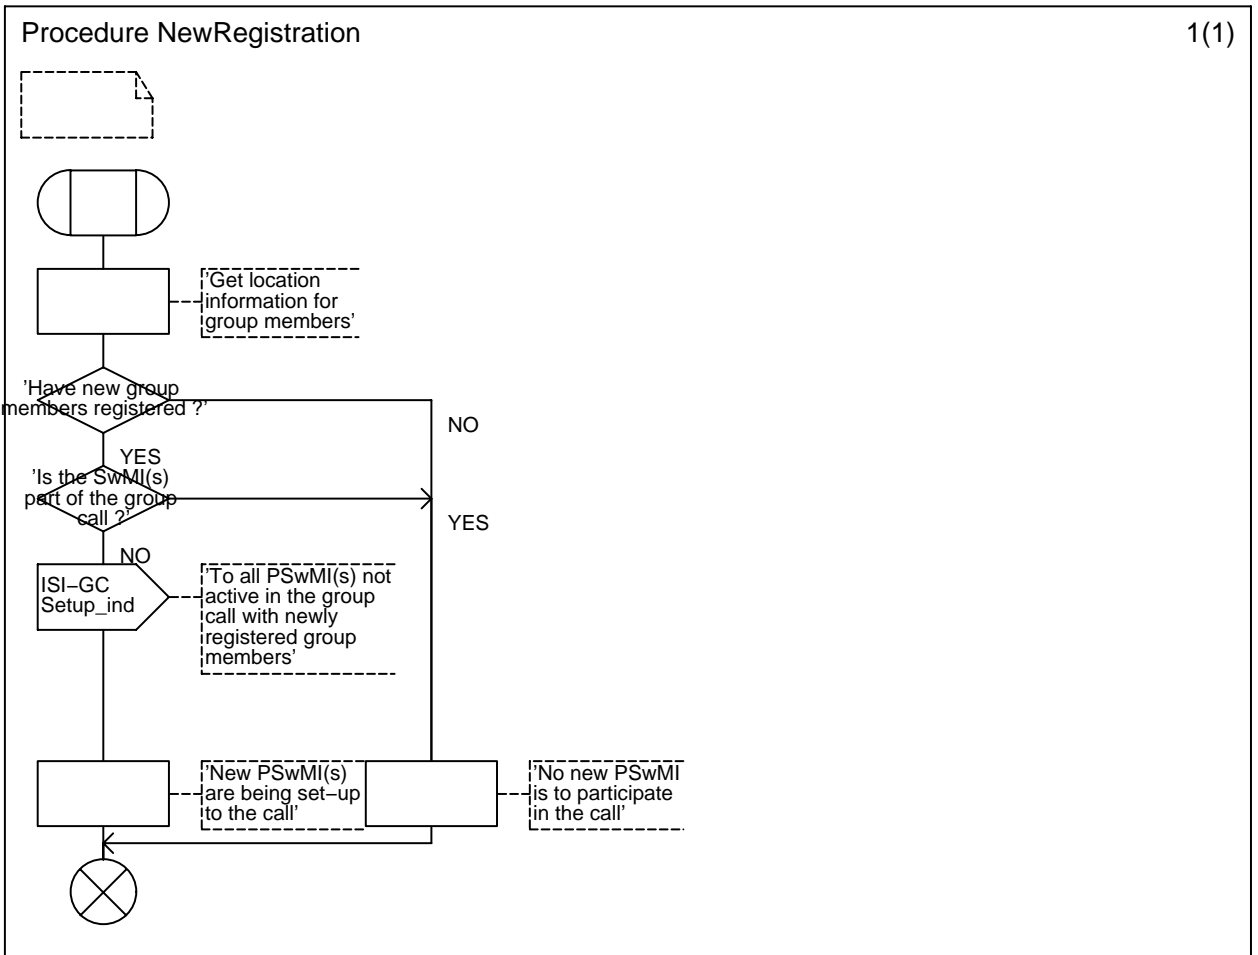 Procedure NewRegistration
1(1)
’Get location
information for
group members’
’Have new group
members registered ?’
NO
YES
’Is the SwMI(s)
part of the group
call ?’
YES
NO
ISI−GC
Setup_ind
’To all PSwMI(s) not
active in the group
call with newly
registered group
members’
’New PSwMI(s)
are being set−up
to the call’
’No new PSwMI
is to participate
in the call’